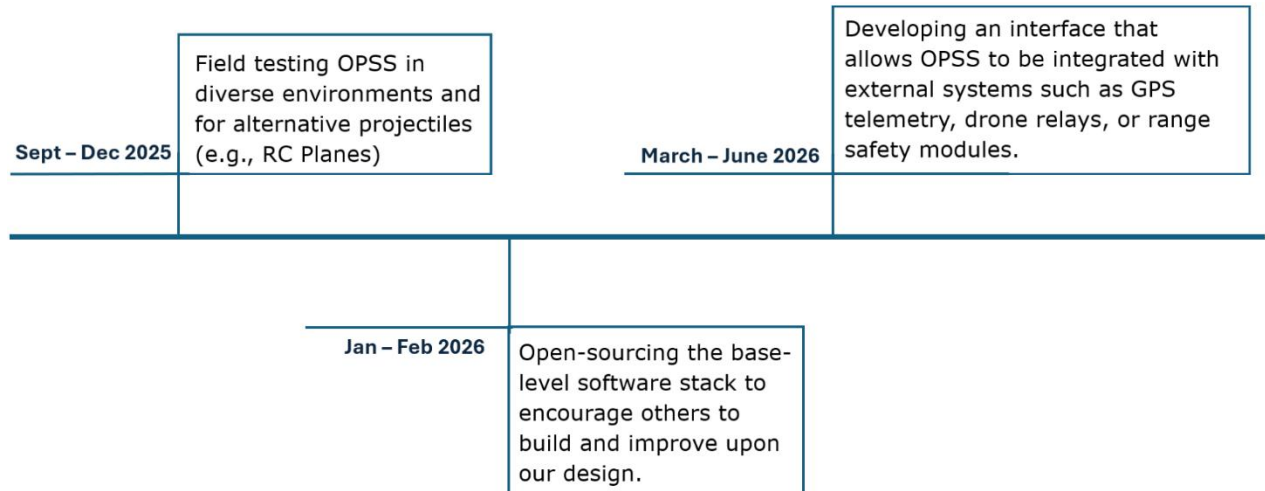 Sept – Dec 2025
Field testing OPSS in
diverse environments and
for alternative projectiles
(e.g., RC Planes)
Jan – Feb 2026
Open-sourcing the base-
level software stack to
encourage others to
build and improve upon
our design.
March – June 2026
Developing an interface that
allows OPSS to be integrated with
external systems such as GPS
telemetry, drone relays, or range
safety modules.